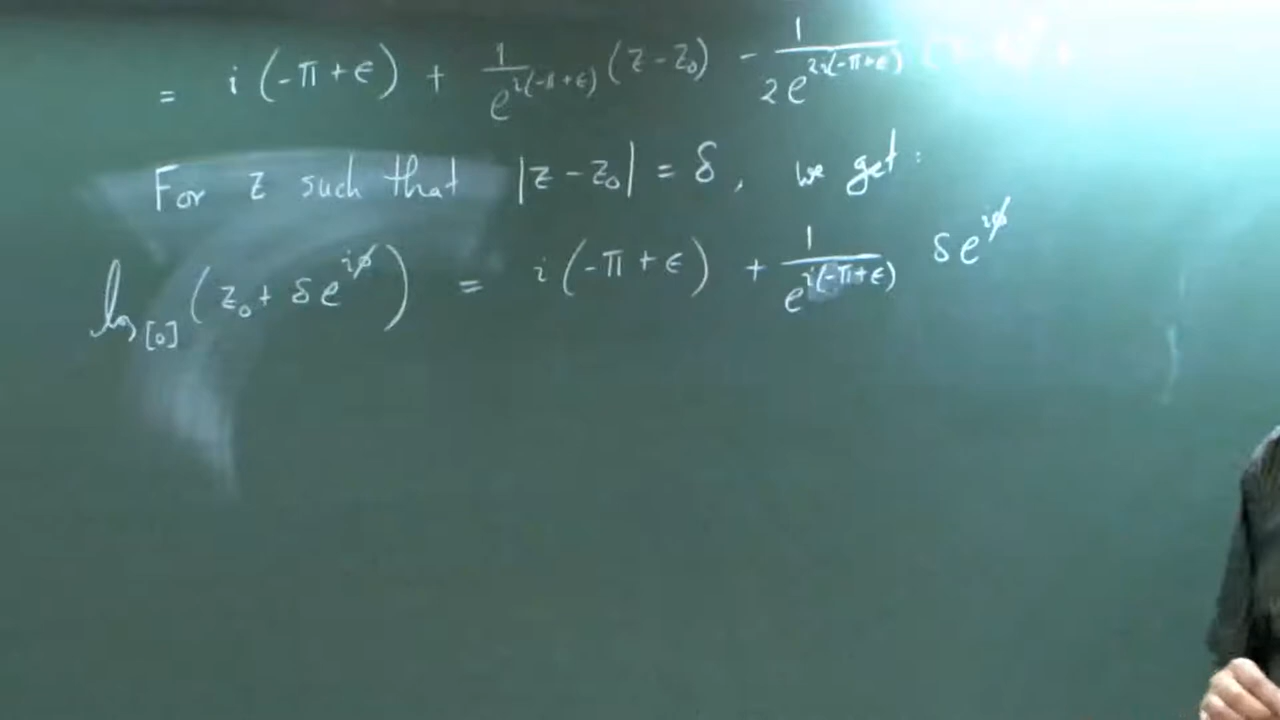 = i(-π+ϵ) + 1/e^{i(-π+ϵ)} (z-z₀) - 1/2e^{2i(-π+ϵ)}
For z such that |z-z₀| = δ, we get:
log_{[0]} (z₀ + δe^{iϕ}) = i(-π+ϵ) + 1/e^{i(-π+ϵ)} δe^{iϕ}